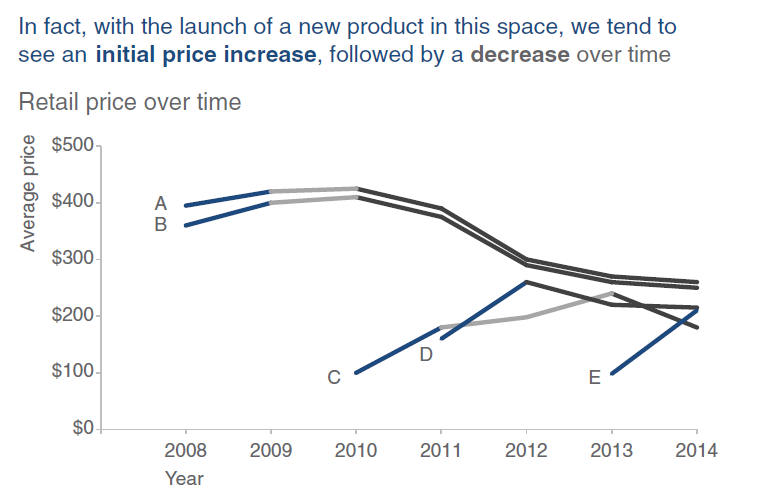 In fact, with the launch of a new product in this space, we tend to
see an initial price increase, followed by a decrease over time
Retail price over time
Average price
$500
$400
$300
$200
$100
$0
A
B
C
D
E
2008 2009 2010 2011 2012 2013 2014
Year